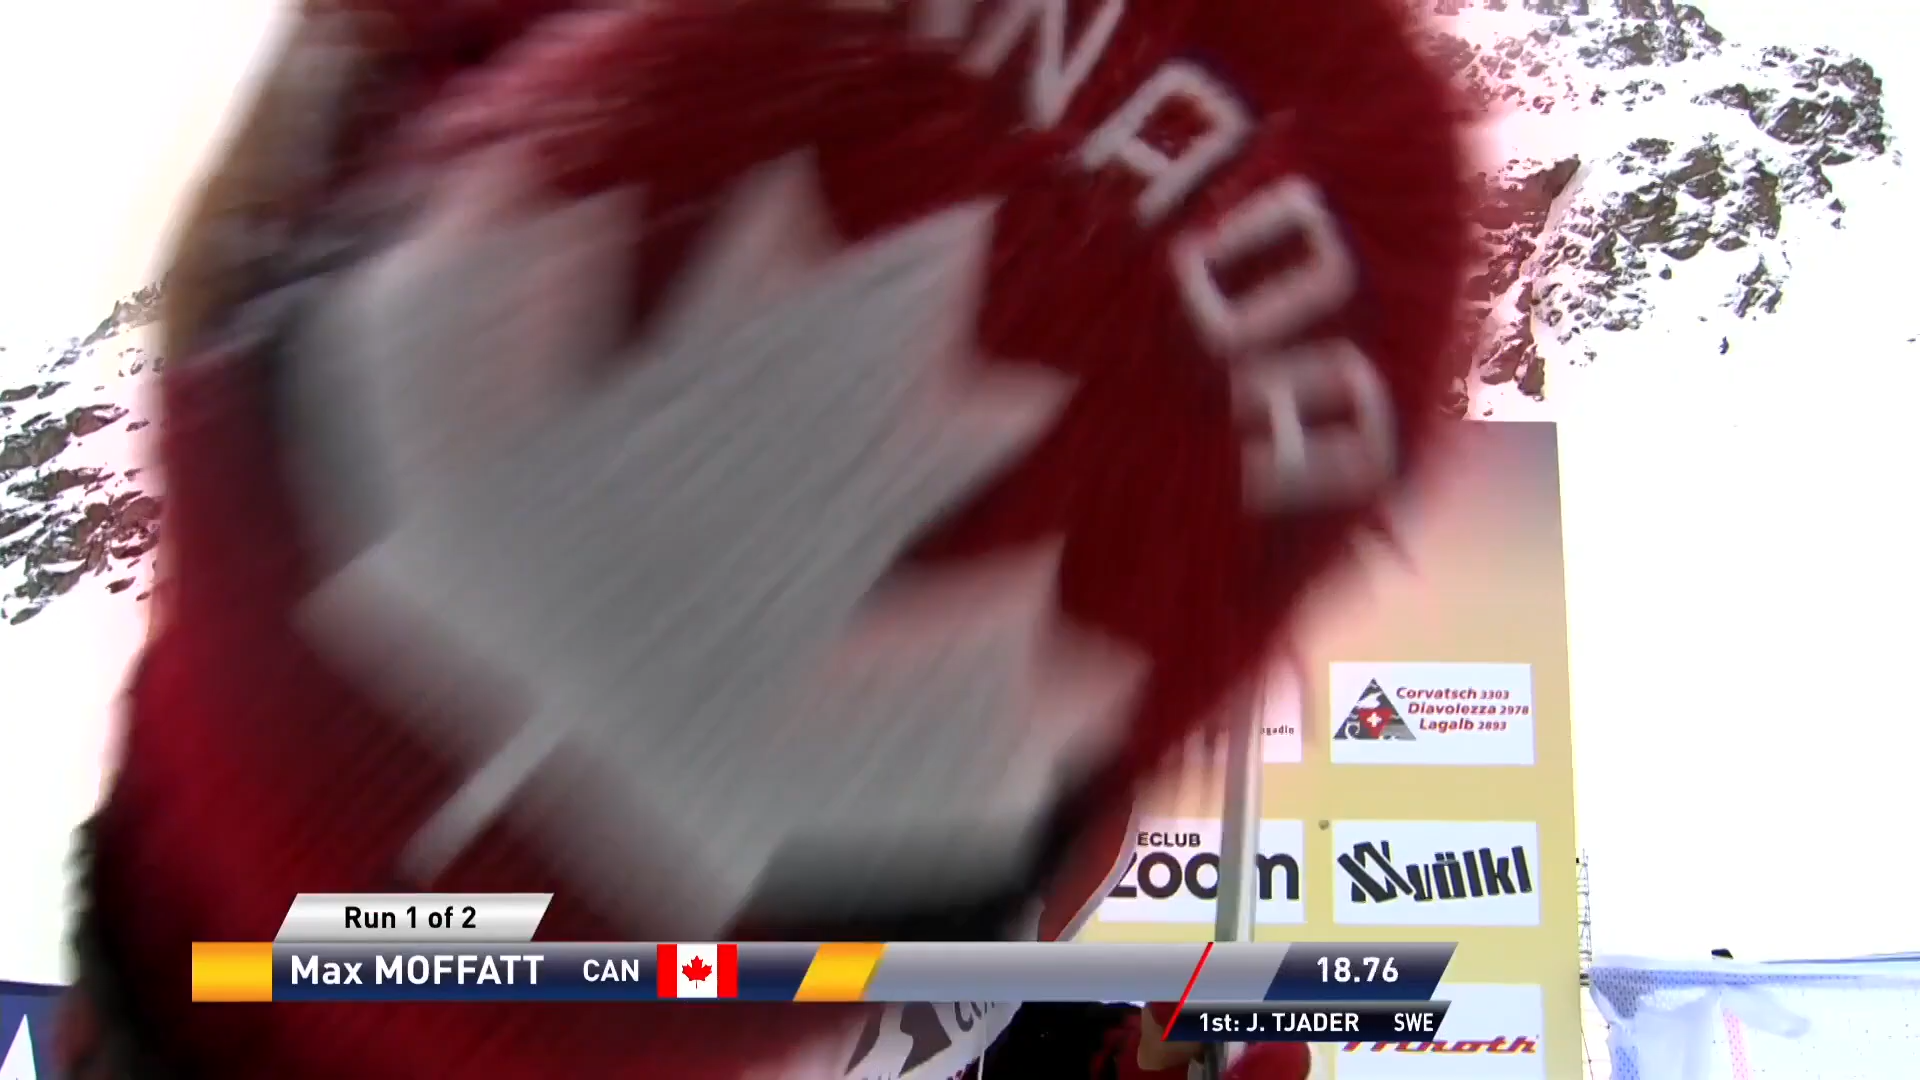 NADA
Corvatsch 3303
Diavolezza 2978
Lagalb 2893
ECLUB
zoom
völkl
Run 1 of 2
Max MOFFATT CAN 18.76
1st: J. TJADER SWE